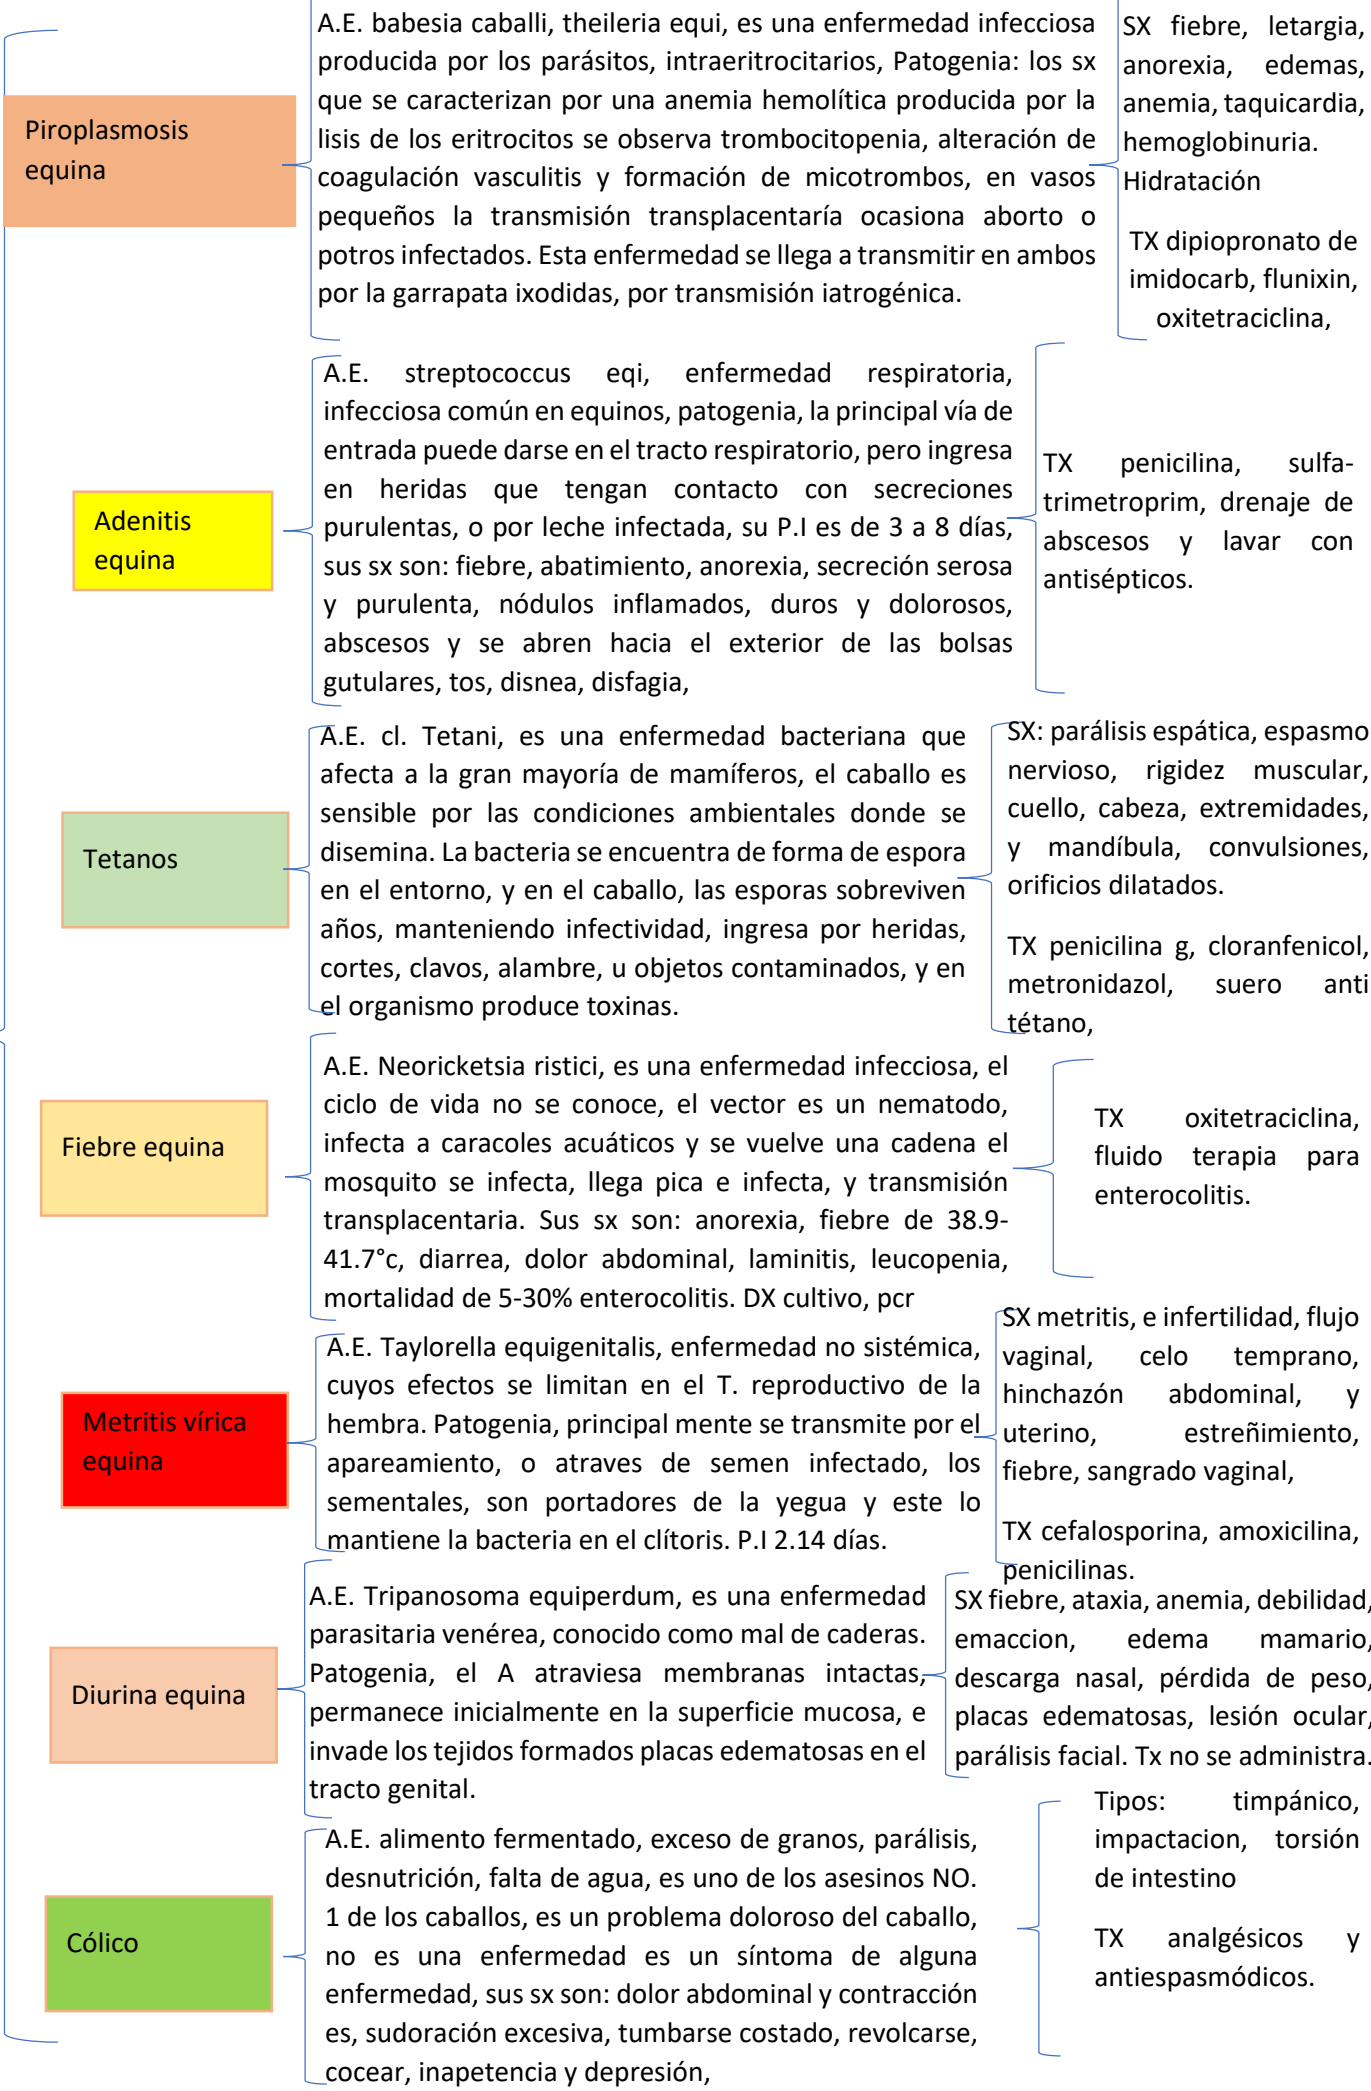 Piroplasmosis
equina
A.E. babesia caballi, theileria equi, es una enfermedad infecciosa
producida por los parásitos, intraeritrocitarios, Patogenia: los sx
que se caracterizan por una anemia hemolítica producida por la
lisis de los eritrocitos se observa trombocitopenia, alteración de
coagulación vasculitis y formación de micotrombos, en vasos
pequeños la transmisión transplacentaría ocasiona aborto o
potros infectados. Esta enfermedad se llega a transmitir en ambos
por la garrapata ixodidas, por transmisión iatrogénica.
SX fiebre, letargia,
anorexia, edemas,
anemia, taquicardia,
hemoglobinuria.
Hidratación
TX dipiopronato de
imidocarb, flunixin,
oxitetraciclina,
Adenitis
equina
A.E. streptococcus eqi, enfermedad respiratoria,
infecciosa común en equinos, patogenia, la principal vía de
entrada puede darse en el tracto respiratorio, pero ingresa
en heridas que tengan contacto con secreciones
purulentas, o por leche infectada, su P.I es de 3 a 8 días,
sus sx son: fiebre, abatimiento, anorexia, secreción serosa
y purulenta, nódulos inflamados, duros y dolorosos,
abscesos y se abren hacia el exterior de las bolsas
gutulares, tos, disnea, disfagia,
TX penicilina, sulfa-
trimetroprim, drenaje de
abscesos y lavar con
antisépticos.
Tetanos
A.E. cl. Tetani, es una enfermedad bacteriana que
afecta a la gran mayoría de mamíferos, el caballo es
sensible por las condiciones ambientales donde se
disemina. La bacteria se encuentra de forma de espora
en el entorno, y en el caballo, las esporas sobreviven
años, manteniendo infectividad, ingresa por heridas,
cortes, clavos, alambre, u objetos contaminados, y en
el organismo produce toxinas.
SX: parálisis espática, espasmo
nervioso, rigidez muscular,
cuello, cabeza, extremidades,
y mandíbula, convulsiones,
orificios dilatados.
TX penicilina g, cloranfenicol,
metronidazol, suero anti
tétano,
Fiebre equina
A.E. Neoricketsia ristici, es una enfermedad infecciosa, el
ciclo de vida no se conoce, el vector es un nematodo,
infecta a caracoles acuáticos y se vuelve una cadena el
mosquito se infecta, llega pica e infecta, y transmisión
transplacentaria. Sus sx son: anorexia, fiebre de 38.9-
41.7°c, diarrea, dolor abdominal, laminitis, leucopenia,
mortalidad de 5-30% enterocolitis. DX cultivo, pcr
TX oxitetraciclina,
fluido terapia para
enterocolitis.
Metritis vírica
equina
A.E. Taylorella equigenitalis, enfermedad no sistémica,
cuyos efectos se limitan en el T. reproductivo de la
hembra. Patogenia, principal mente se transmite por el
apareamiento, o atraves de semen infectado, los
sementales, son portadores de la yegua y este lo
mantiene la bacteria en el clítoris. P.I 2.14 días.
SX metritis, e infertilidad, flujo
vaginal, celo temprano,
hinchazón abdominal, y
uterino, estreñimiento,
fiebre, sangrado vaginal,
TX cefalosporina, amoxicilina,
penicilinas.
Diurina equina
A.E. Tripanosoma equiperdum, es una enfermedad
parasitaria venérea, conocido como mal de caderas.
Patogenia, el A atraviesa membranas intactas,
permanece inicialmente en la superficie mucosa, e
invade los tejidos formados placas edematosas en el
tracto genital.
SX fiebre, ataxia, anemia, debilidad,
emaccion, edema mamario,
descarga nasal, pérdida de peso,
placas edematosas, lesión ocular,
parálisis facial. Tx no se administra.
Cólico
A.E. alimento fermentado, exceso de granos, parálisis,
desnutrición, falta de agua, es uno de los asesinos NO.
1 de los caballos, es un problema doloroso del caballo,
no es una enfermedad es un síntoma de alguna
enfermedad, sus sx son: dolor abdominal y contracción
es, sudoración excesiva, tumbarse costado, revolcarse,
cocear, inapetencia y depresión,
Tipos: timpánico,
impactacion, torsión
de intestino
TX analgésicos y
antiespasmódicos.